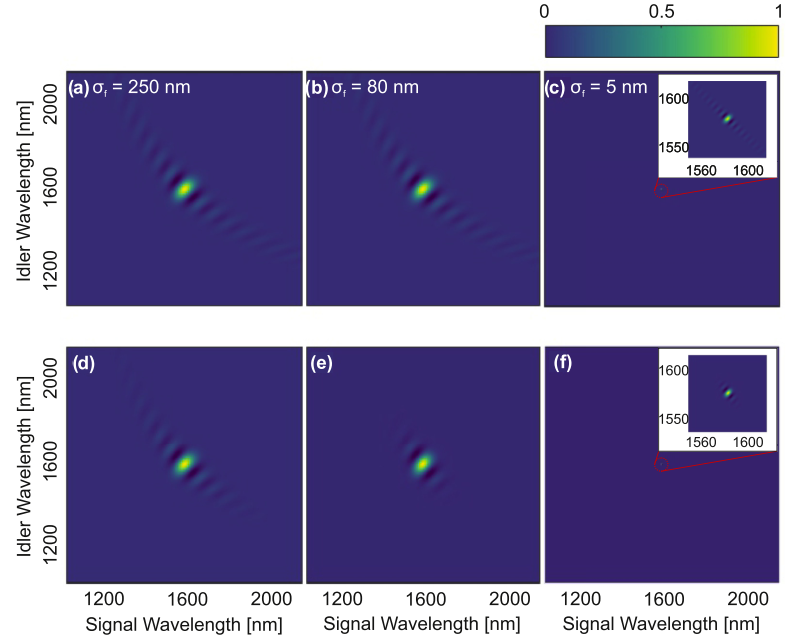 0 0.5 1
(a) σf = 250 nm (b) σf = 80 nm (c) σf = 5 nm
Idler Wavelength [nm]
2000
1600
1200
1600
1550
1560 1600
(d) (e) (f)
Idler Wavelength [nm]
2000
1600
1200
1600
1550
1560 1600
1200 1600 2000 1200 1600 2000 1200 1600 2000
Signal Wavelength [nm] Signal Wavelength [nm] Signal Wavelength [nm]